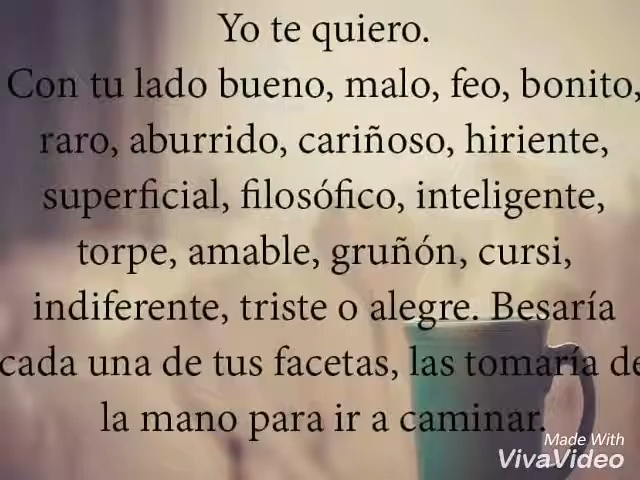 Yo te quiero.
Con tu lado bueno, malo, feo, bonito,
raro, aburrido, cariñoso, hiriente,
superficial, filosófico, inteligente,
torpe, amable, gruñón, cursi,
indiferente, triste o alegre. Besaría
cada una de tus facetas, las tomaría de
la mano para ir a caminar.
Made With
VivaVideo